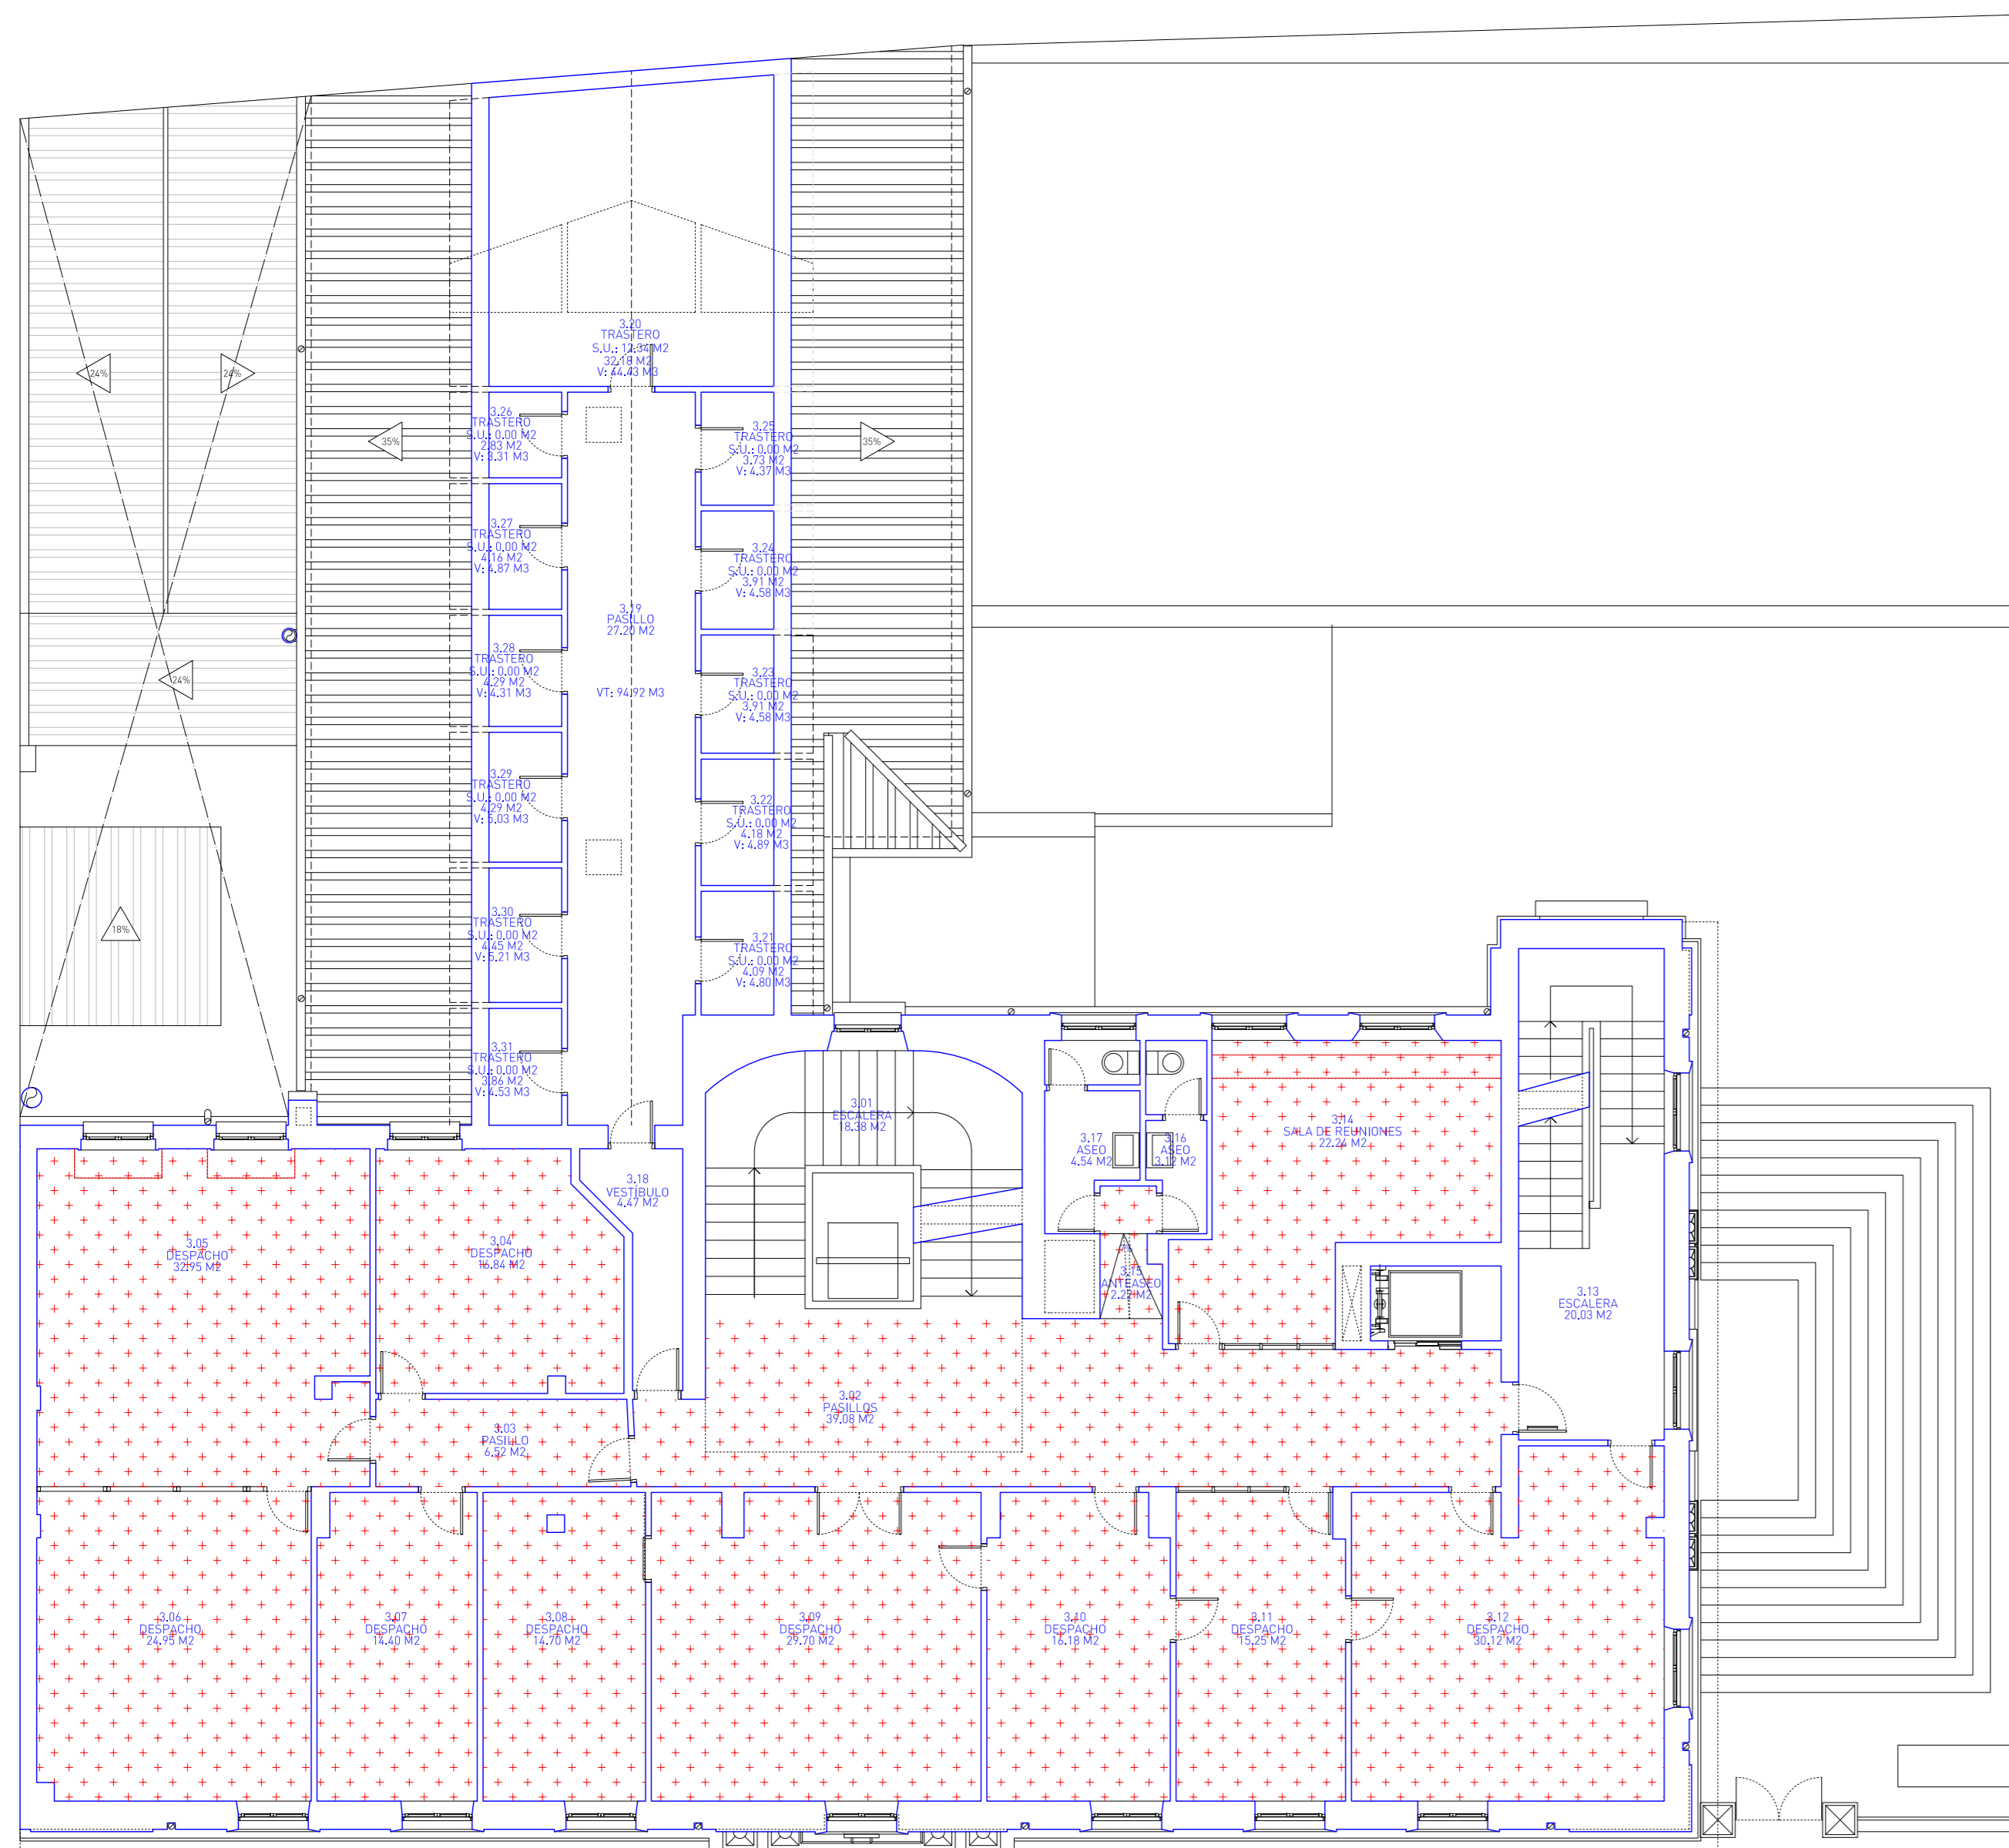 3.20
TRASTERO
S.U.: 12.34 M2
32.18 M2
V: 44.43 M3
24%
24%
35%
35%
3.26
TRASTERO
S.U.: 0.00 M2
2.83 M2
V: 3.31 M3
3.25
TRASTERO
S.U.: 0.00 M2
3.73 M2
V: 4.37 M3
3.27
TRASTERO
S.U.: 0.00 M2
4.16 M2
V: 4.87 M3
3.24
TRASTERO
S.U.: 0.00 M2
3.91 M2
V: 4.58 M3
3.19
PASILLO
27.20 M2
VT: 94.92 M3
3.28
TRASTERO
S.U.: 0.00 M2
4.29 M2
V: 4.31 M3
24%
3.23
TRASTERO
S.U.: 0.00 M2
3.91 M2
V: 4.58 M3
3.29
TRASTERO
S.U.: 0.00 M2
4.29 M2
V: 5.03 M3
3.22
TRASTERO
S.U.: 0.00 M2
4.18 M2
V: 4.89 M3
18%
3.30
TRASTERO
S.U.: 0.00 M2
4.45 M2
V: 5.21 M3
3.21
TRASTERO
S.U.: 0.00 M2
4.09 M2
V: 4.80 M3
3.31
TRASTERO
S.U.: 0.00 M2
3.86 M2
V: 4.53 M3
3.01
ESCALERA
18.38 M2
3.17
ASEO
4.54 M2
3.16
ASEO
3.12 M2
3.14
SALA DE REUNIONES
22.24 M2
3.18
VESTÍBULO
4.47 M2
3.05
DESPACHO
32.95 M2
3.04
DESPACHO
16.84 M2
3.15
ANTEASEO
2.22 M2
3.13
ESCALERA
20.03 M2
3.02
PASILLOS
39.08 M2
3.03
PASILLO
6.52 M2
3.06
DESPACHO
24.95 M2
3.07
DESPACHO
14.40 M2
3.08
DESPACHO
14.70 M2
3.09
DESPACHO
29.70 M2
3.10
DESPACHO
16.18 M2
3.11
DESPACHO
15.25 M2
3.12
DESPACHO
30.12 M2